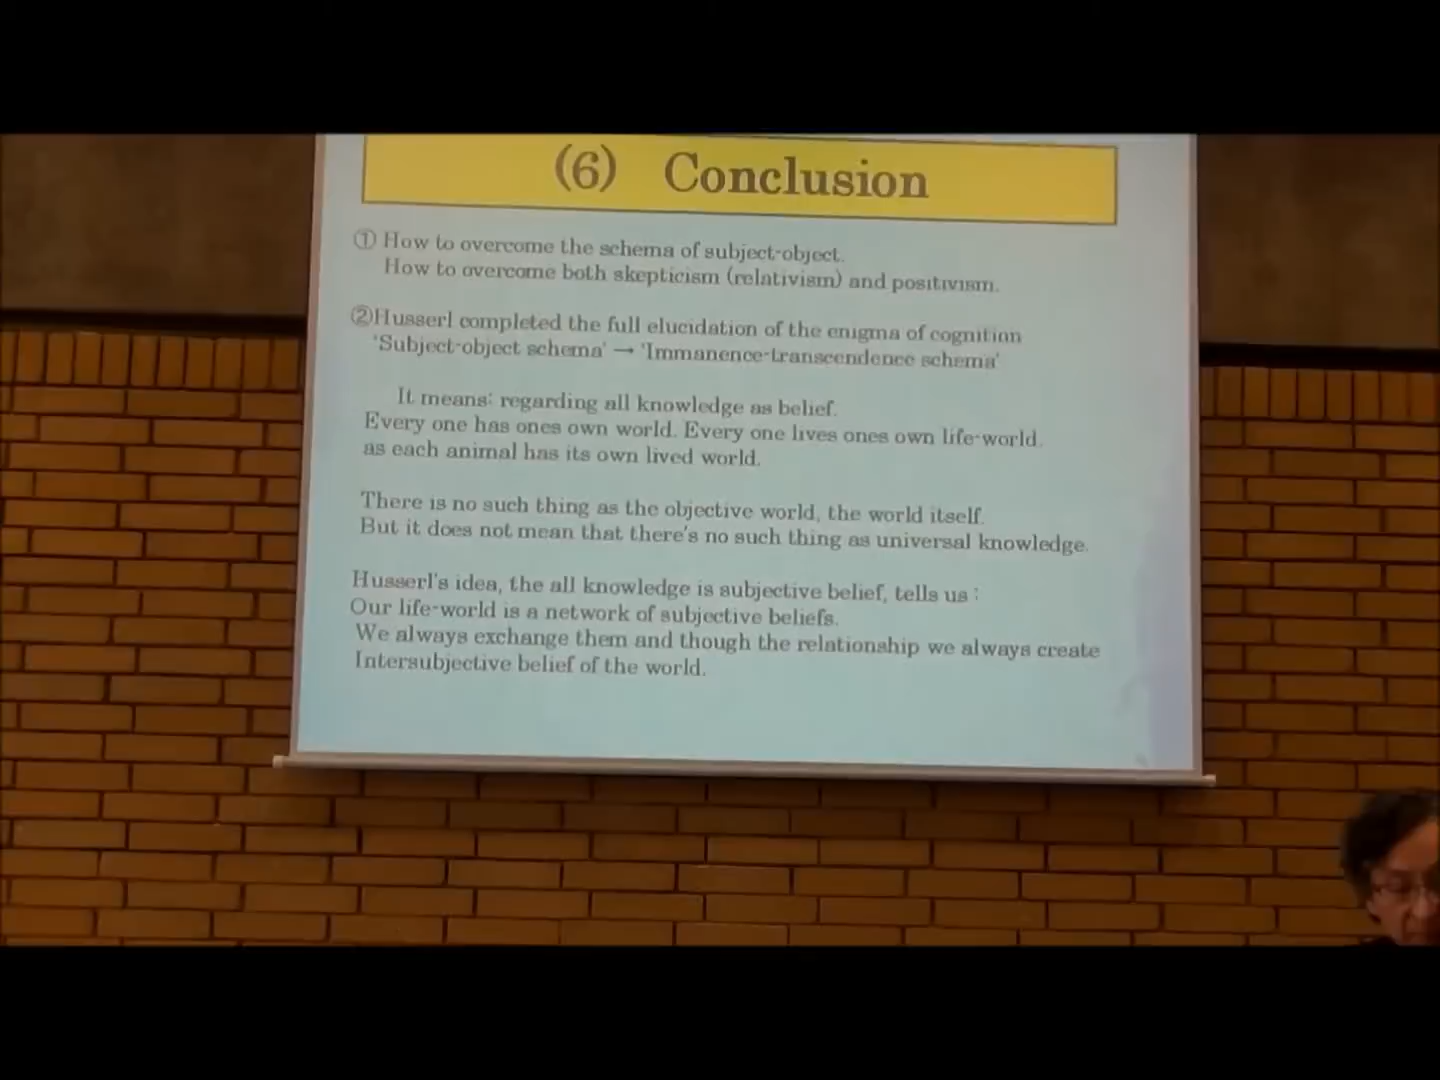 (6) Conclusion
① How to overcome the schema of subject-object.
How to overcome both skepticism (relativism) and positivism.
②Husserl completed the full elucidation of the enigma of cognition
'Subject-object schema' → 'Immanence-transcendence schema'
It means: regarding all knowledge as belief.
Every one has ones own world. Every one lives ones own life-world.
as each animal has its own lived world.
There is no such thing as the objective world, the world itself.
But it does not mean that there's no such thing as universal knowledge.
Husserl's idea, the all knowledge is subjective belief, tells us :
Our life-world is a network of subjective beliefs.
We always exchange them and though the relationship we always create
Intersubjective belief of the world.